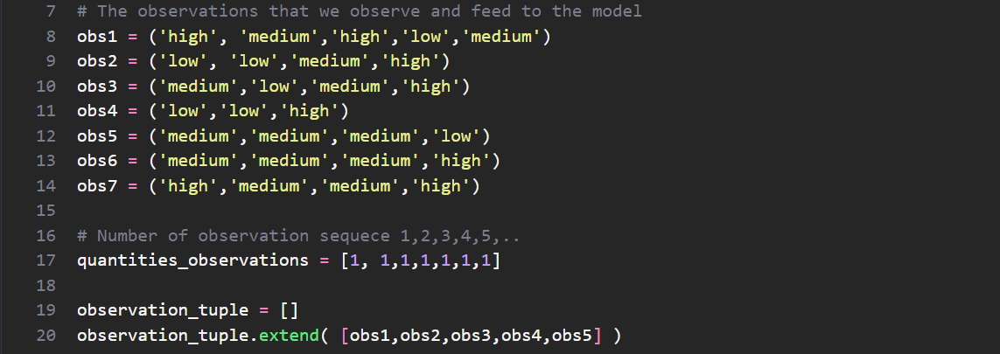 7 # The observations that we observe and feed to the model
8 obs1 = ('high', 'medium','high','low','medium')
9 obs2 = ('low', 'low','medium','high')
10 obs3 = ('medium','low','medium','high')
11 obs4 = ('low','low','high')
12 obs5 = ('medium','medium','medium','low')
13 obs6 = ('medium','medium','medium','high')
14 obs7 = ('high','medium','medium','high')
15
16 # Number of observation sequece 1,2,3,4,5,..
17 quantities_observations = [1, 1,1,1,1,1,1]
18
19 observation_tuple = []
20 observation_tuple.extend( [obs1,obs2,obs3,obs4,obs5] )